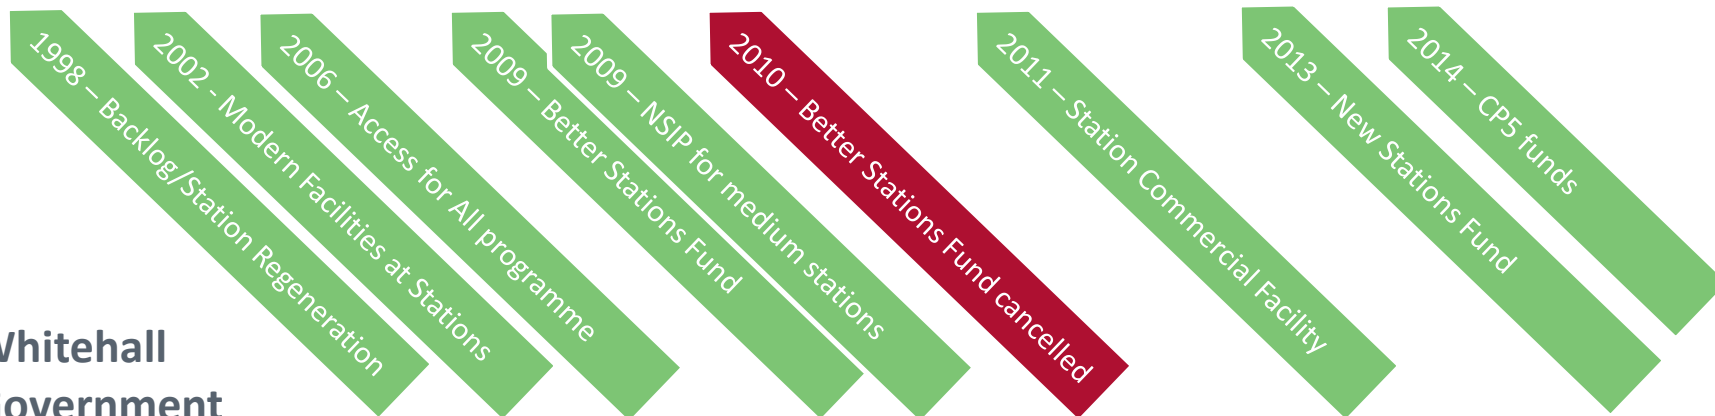 1998 – Backlog/Station Regeneration
2002 - Modern Facilities at Stations
2006 – Access for All programme
2009 – Better Stations Fund
2009 – NSIP for medium stations
2010 – Better Stations Fund cancelled
2011 – Station Commercial Facility
2013 – New Stations Fund
2014 – CP5 funds
Whitehall
Government